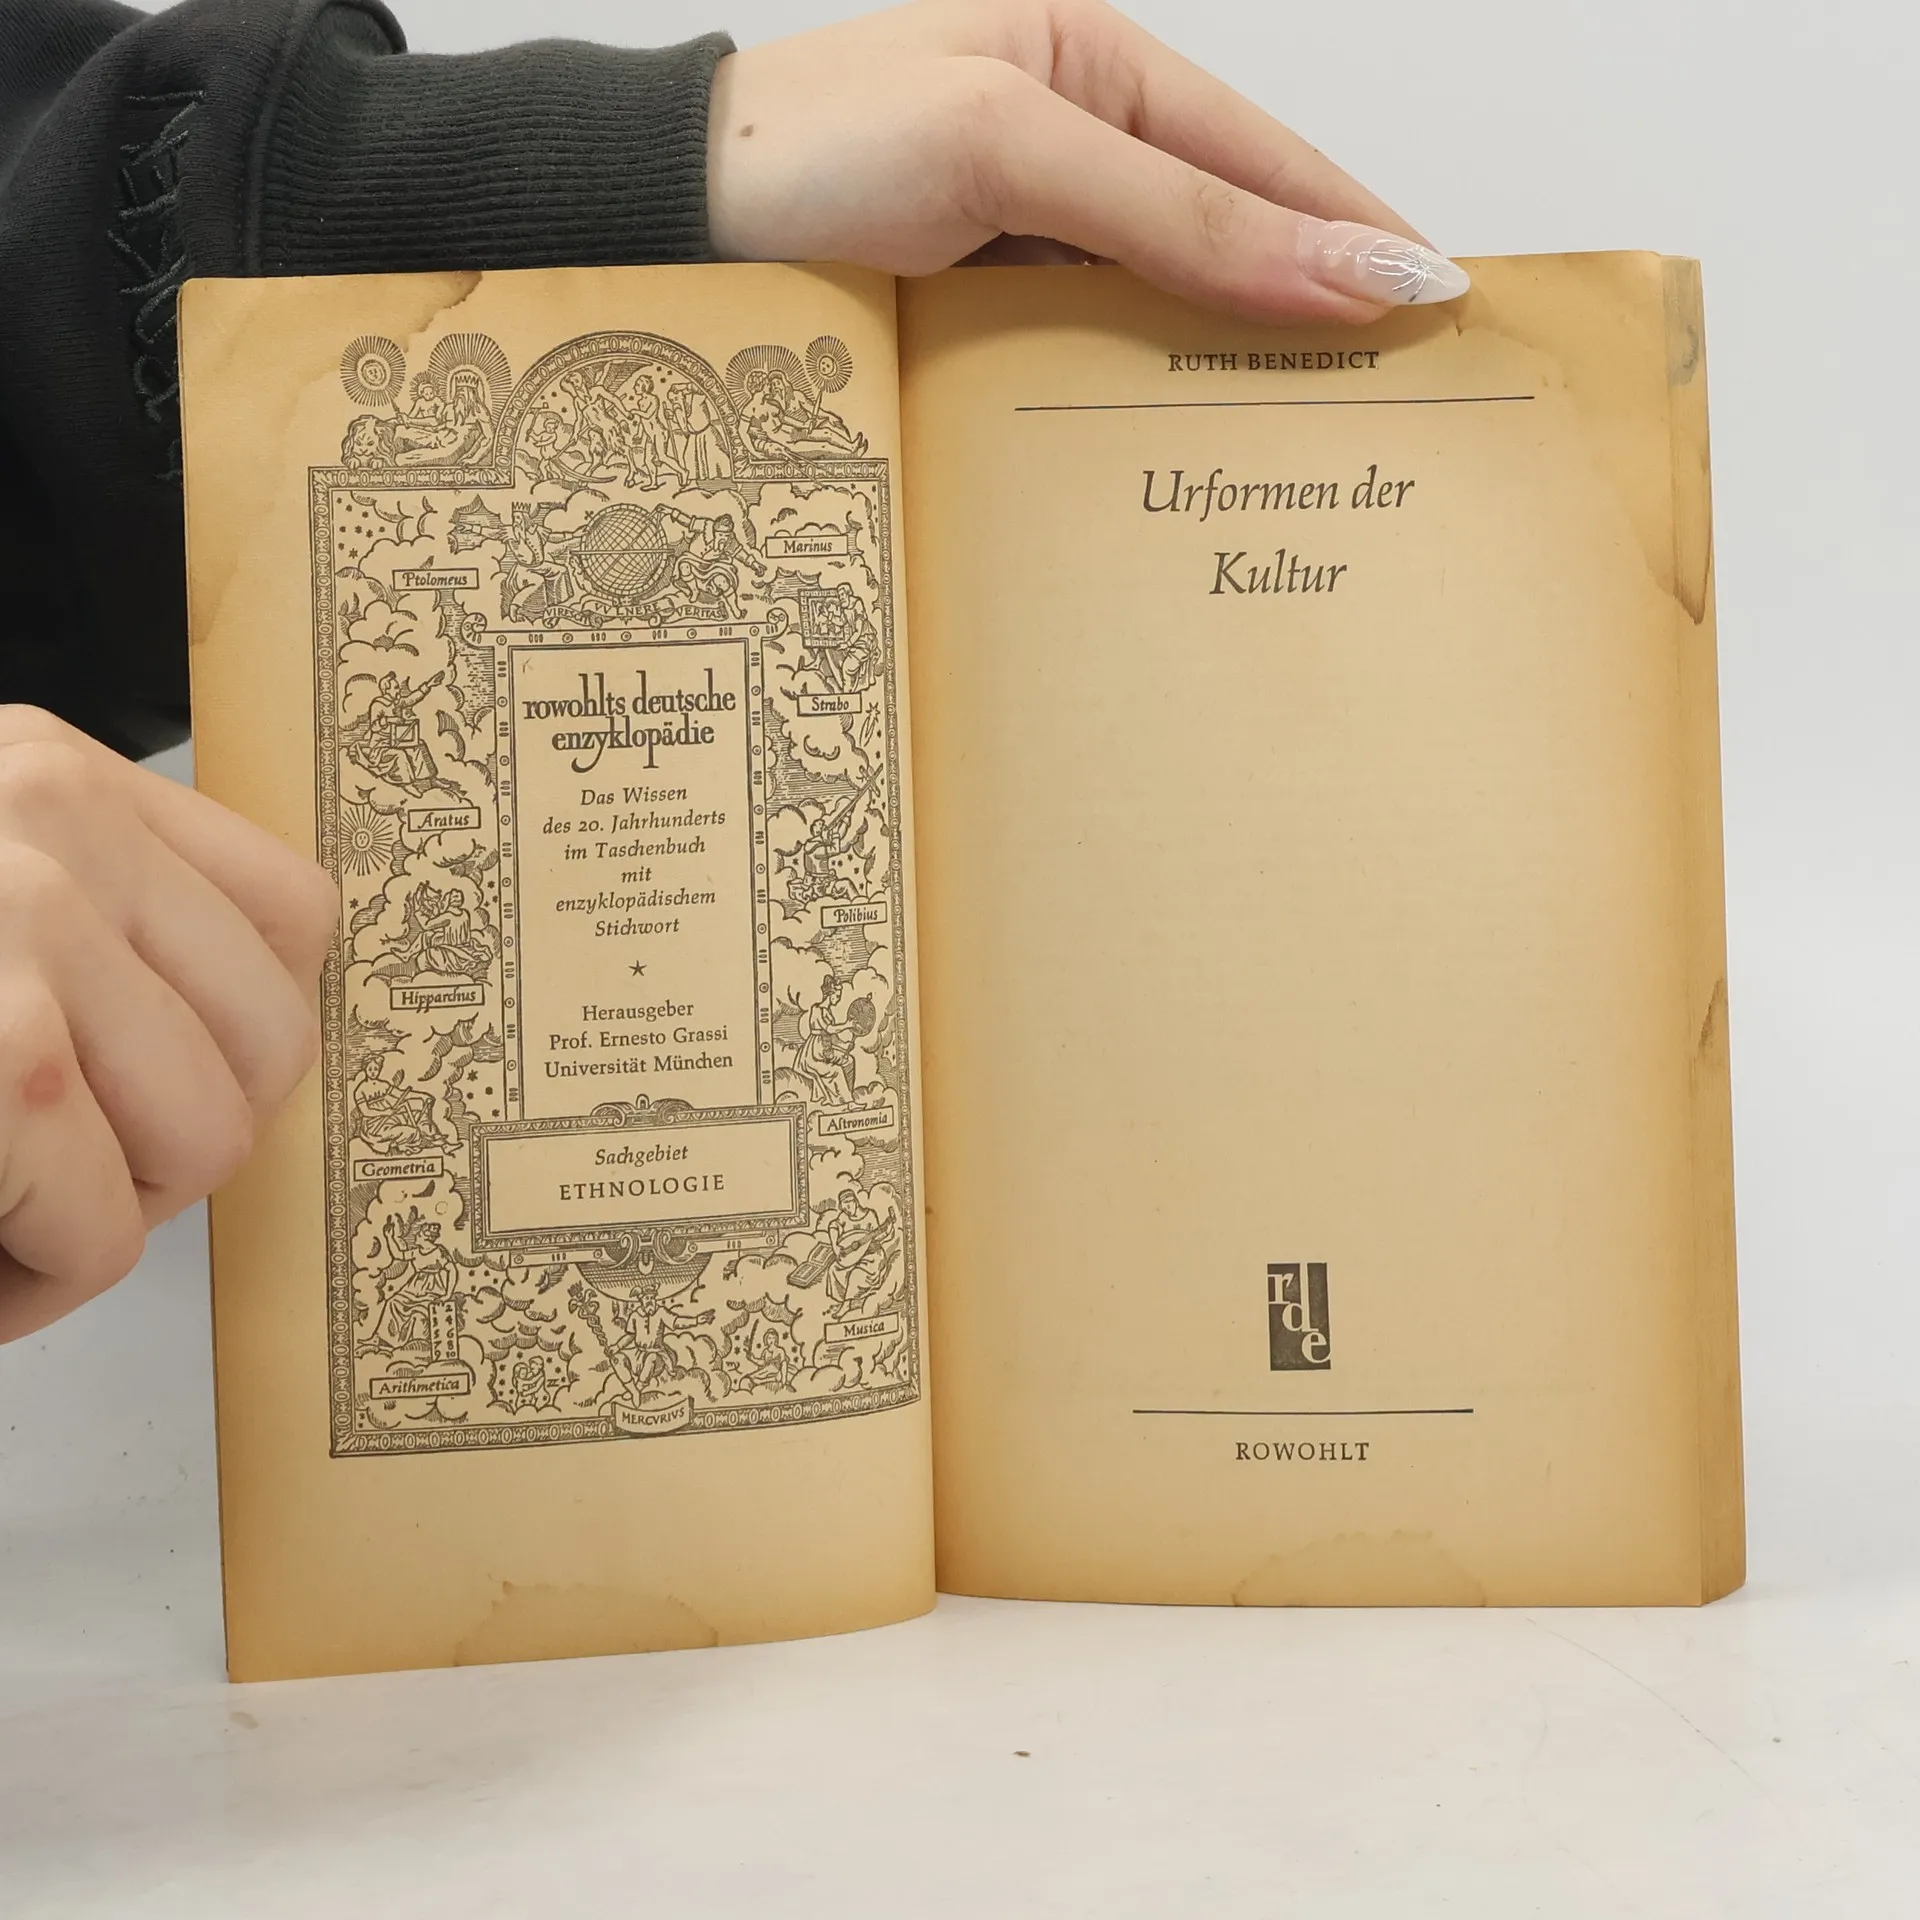 Ptolomeus
Marinus
VIRESCIT VVLNERE VERITAS
Strabo
Aratus
Polibius
Hipparchus
Astronomia
Geometria
Musica
Arithmetica
MERCVRIVS
rowohlts deutsche
enzyklopädie
Das Wissen
des 20. Jahrhunderts
im Taschenbuch
mit
enzyklopädischem
Stichwort
Herausgeber
Prof. Ernesto Grassi
Universität München
Sachgebiet
ETHNOLOGIE
RUTH BENEDICT
Urformen der
Kultur
rde
ROWOHLT